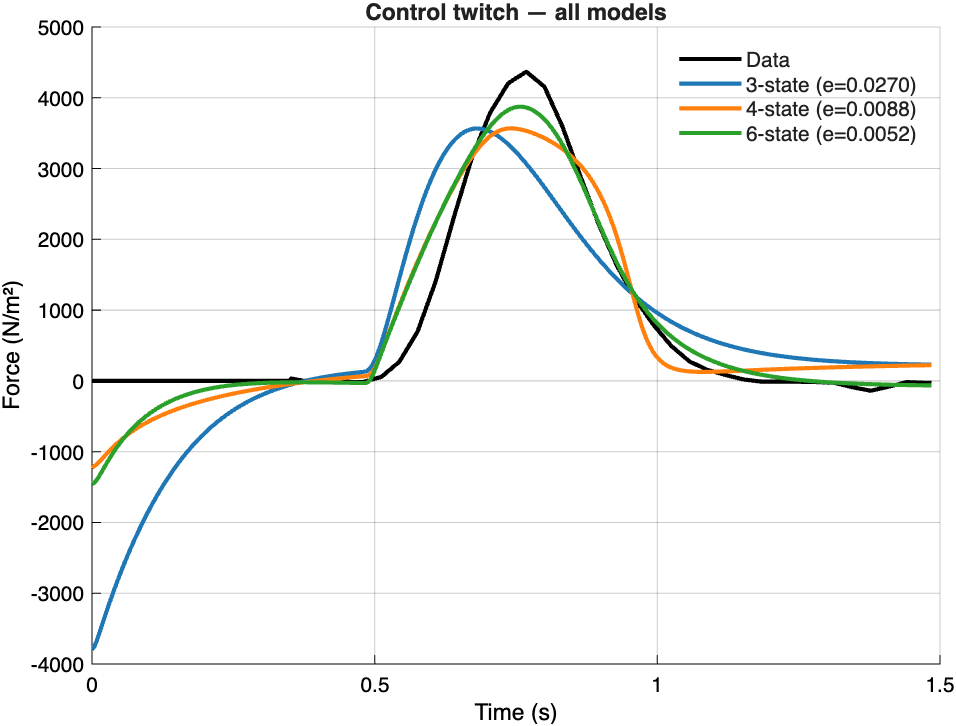 Control twitch — all models
5000
4000
3000
2000
1000
0
-1000
-2000
-3000
-4000
Force (N/m²)
Data
3-state (e=0.0270)
4-state (e=0.0088)
6-state (e=0.0052)
0
0.5
1
1.5
Time (s)